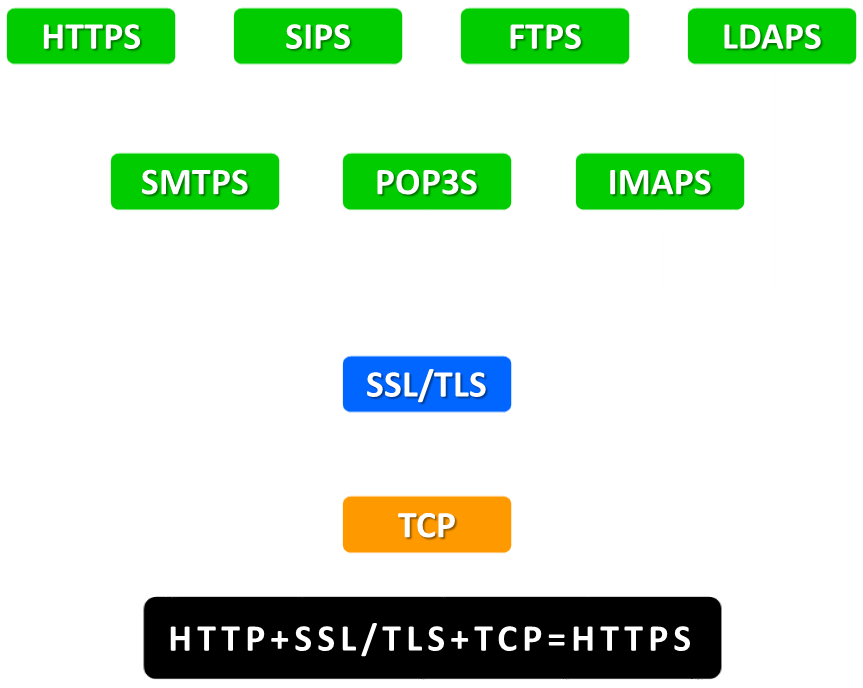 HTTPS SIPS FTPS LDAPS
SMTPS POP3S IMAPS
SSL/TLS
TCP
HTTP+SSL/TLS+TCP=HTTPS